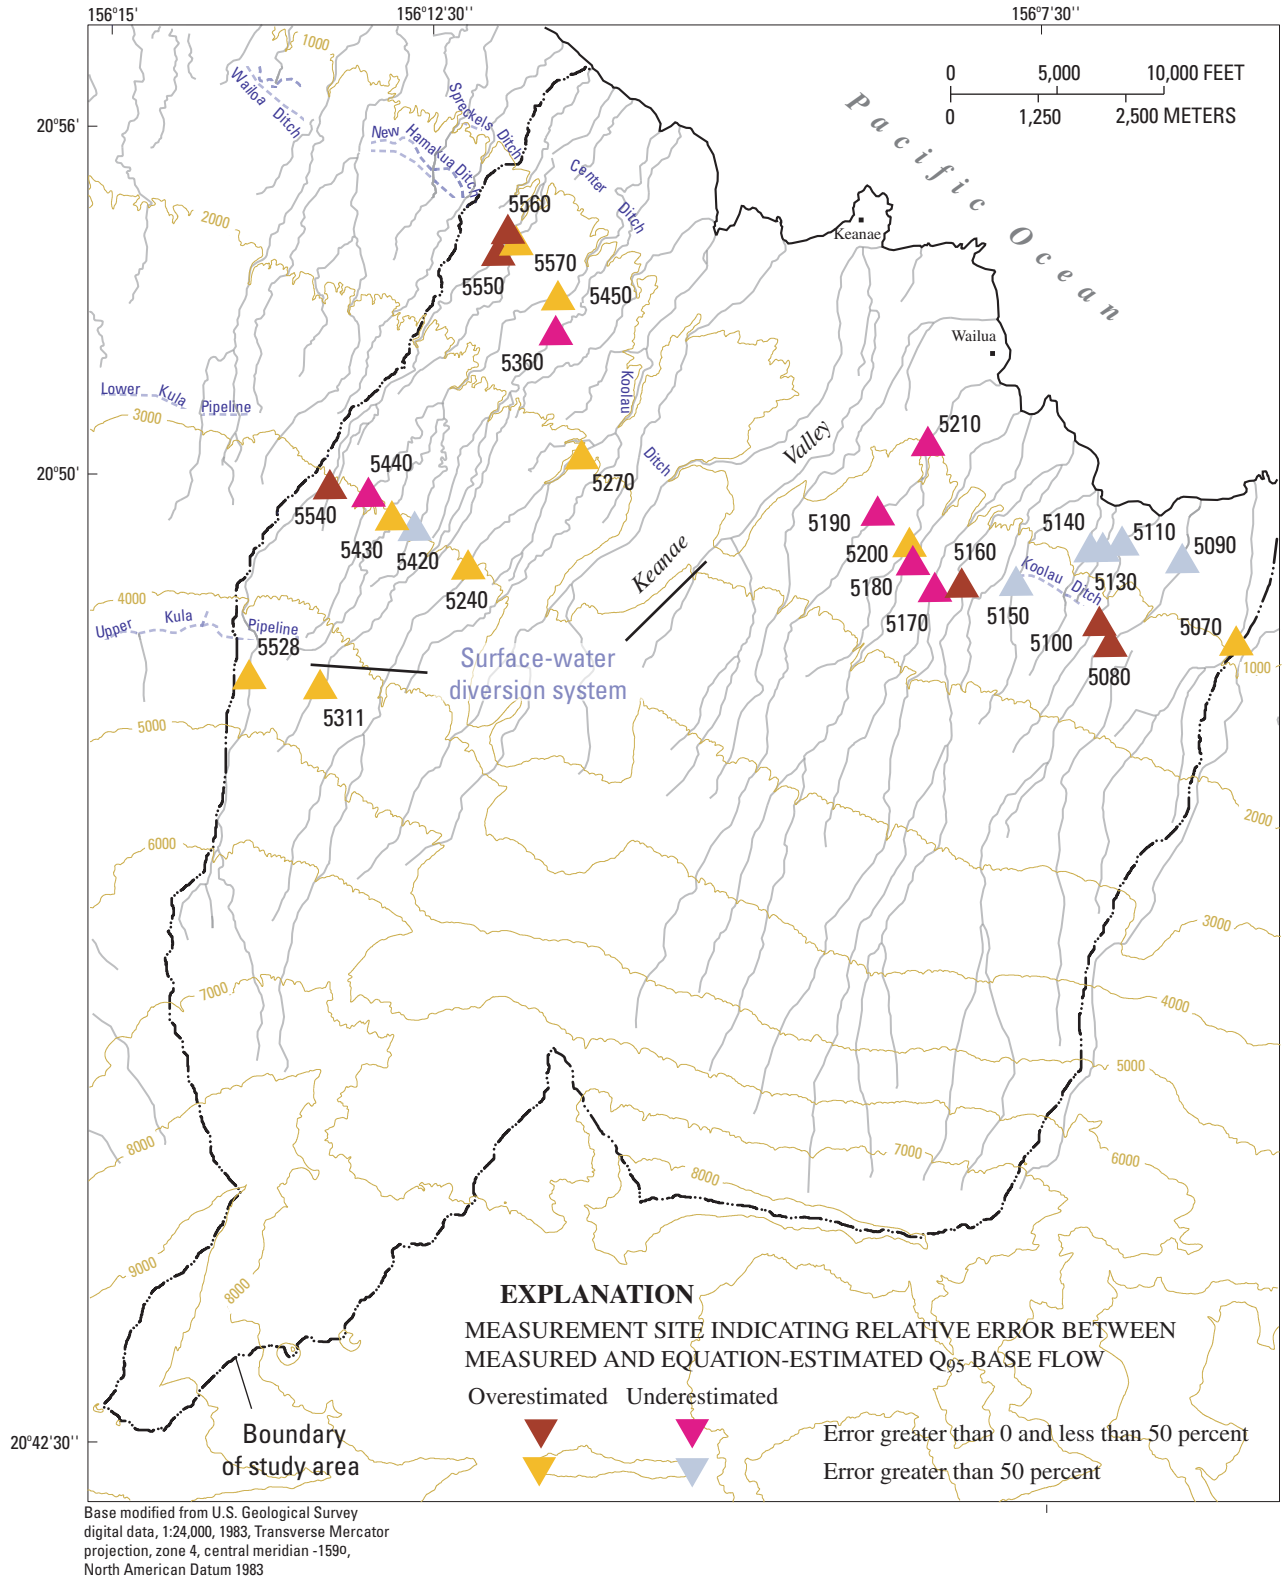 156°15'
156°12'30''
156°7'30''
1000
0 5,000 10,000 FEET
0 1,250 2,500 METERS
Wailoa Ditch
Spreckels Ditch
20°56'
New Hamakua Ditch
Pacific Ocean
Center Ditch
5560
2000
Keanae
5570
5550
5450
Wailua
5360
Koolau Ditch
Lower Kula Pipeline
3000
Valley
5210
5440
20°50'
5270
5540
5190
5140
5110
5430
5200
5160
5090
5420
Keanae
5180
Koolau Ditch
5130
4000
5240
5150
5170
Upper Kula Pipeline
5070
5100
5528
Surface-water
diversion system
1000
5080
5311
5000
2000
6000
3000
7000
4000
5000
8000
7000
6000
8000
9000
8000
EXPLANATION
MEASUREMENT SITE INDICATING RELATIVE ERROR BETWEEN
MEASURED AND EQUATION-ESTIMATED Q95 BASE FLOW
Overestimated Underestimated
Error greater than 0 and less than 50 percent
Error greater than 50 percent
Boundary
of study area
20°42'30''
Base modified from U.S. Geological Survey
digital data, 1:24,000, 1983, Transverse Mercator
projection, zone 4, central meridian -159º,
North American Datum 1983